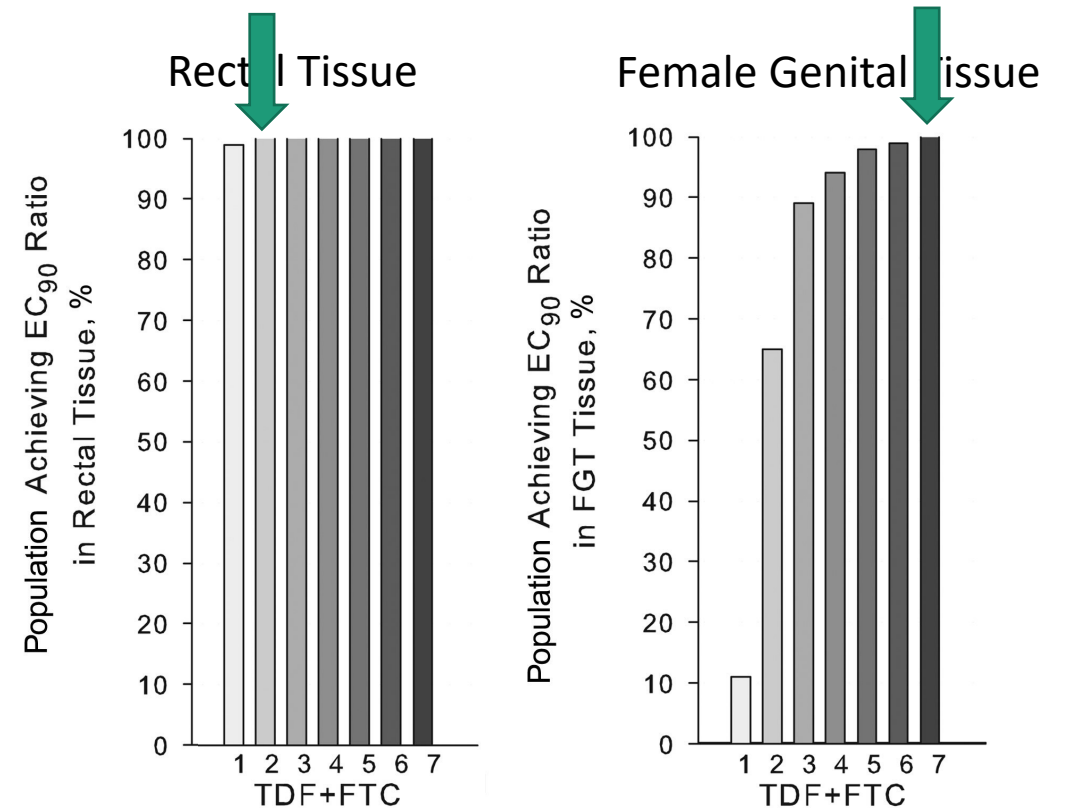 Rect l Tissue
Population Achieving EC90 Ratio
in Rectal Tissue, %
100
90
80
70
60
50
40
30
20
10
0
1 2 3 4 5 6 7
TDF+FTC
Female Genital issue
Population Achieving EC90 Ratio
in FGT Tissue, %
100
90
80
70
60
50
40
30
20
10
0
1 2 3 4 5 6 7
TDF+FTC